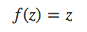 f(z) = z